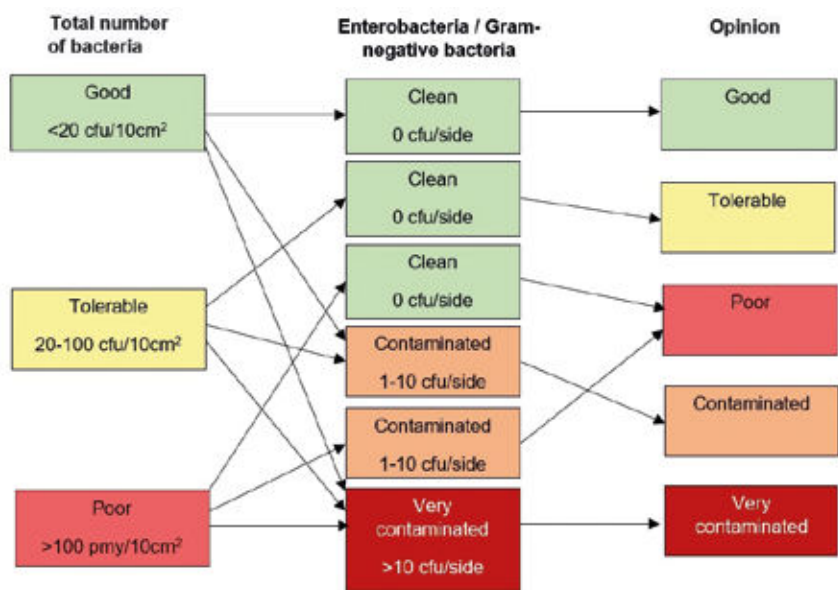 Total number
of bacteria
Enterobacteria / Gram-
negative bacteria
Opinion
Good
<20 cfu/10cm²
Tolerable
20-100 cfu/10cm²
Poor
>100 pmy/10cm²
Clean
0 cfu/side
Clean
0 cfu/side
Clean
0 cfu/side
Contaminated
1-10 cfu/side
Contaminated
1-10 cfu/side
Very
contaminated
>10 cfu/side
Good
Tolerable
Poor
Contaminated
Very
contaminated